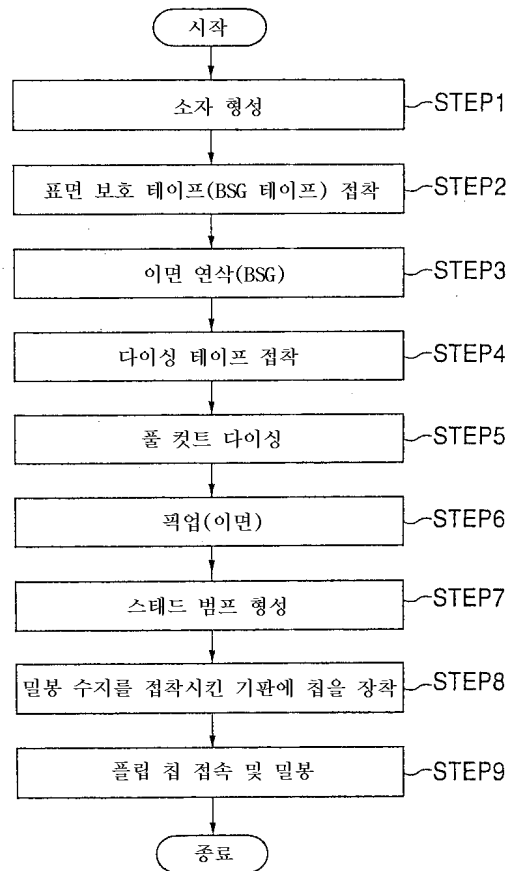 시작
소자 형성 STEP1
표면 보호 테이프(BSG 테이프) 접착 STEP2
이면 연삭(BSG) STEP3
다이싱 테이프 접착 STEP4
풀 컷트 다이싱 STEP5
픽업(이면) STEP6
스태드 범프 형성 STEP7
밀봉 수지를 접착시킨 기판에 칩을 장착 STEP8
플립 칩 접속 및 밀봉 STEP9
종료